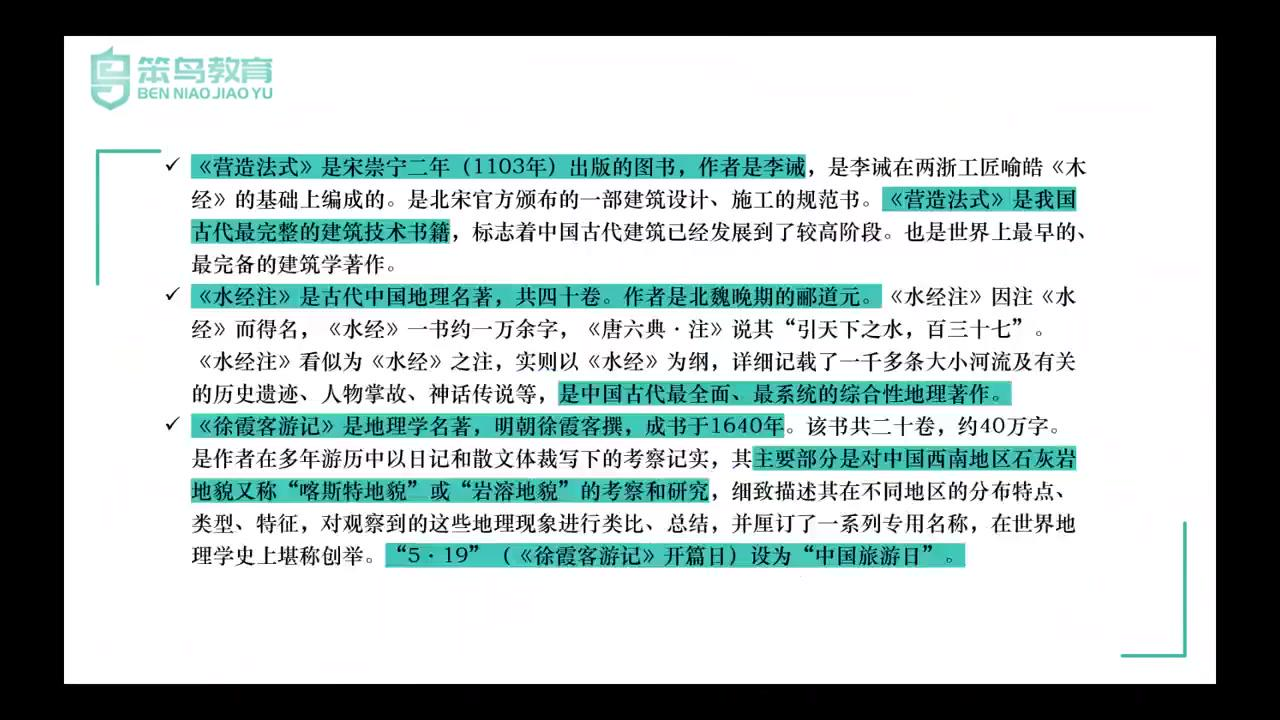 笨鸟教育
BEN NIAO JIAO YU
✓ 《营造法式》是宋崇宁二年（1103年）出版的图书，作者是李诫，是李诫在两浙工匠喻皓《木
经》的基础上编成的。是北宋官方颁布的一部建筑设计、施工的规范书。《营造法式》是我国
古代最完整的建筑技术书籍，标志着中国古代建筑已经发展到了较高阶段。也是世界上最早的、
最完备的建筑学著作。
✓ 《水经注》是古代中国地理名著，共四十卷。作者是北魏晚期的郦道元。《水经注》因注《水
经》而得名，《水经》一书约一万余字，《唐六典·注》说其“引天下之水，百三十七”。
《水经注》看似为《水经》之注，实则以《水经》为纲，详细记载了一千多条大小河流及有关
的历史遗迹、人物掌故、神话传说等，是中国古代最全面、最系统的综合性地理著作。
✓ 《徐霞客游记》是地理学名著，明朝徐霞客撰，成书于1640年。该书共二十卷，约40万字。
是作者在多年游历中以日记和散文体裁写下的考察记实，其主要部分是对中国西南地区石灰岩
地貌又称“喀斯特地貌”或“岩溶地貌”的考察和研究，细致描述其在不同地区的分布特点、
类型、特征，对观察到的这些地理现象进行类比、总结，并厘订了一系列专用名称，在世界地
理学史上堪称创举。“5·19”（《徐霞客游记》开篇日）设为“中国旅游日”。